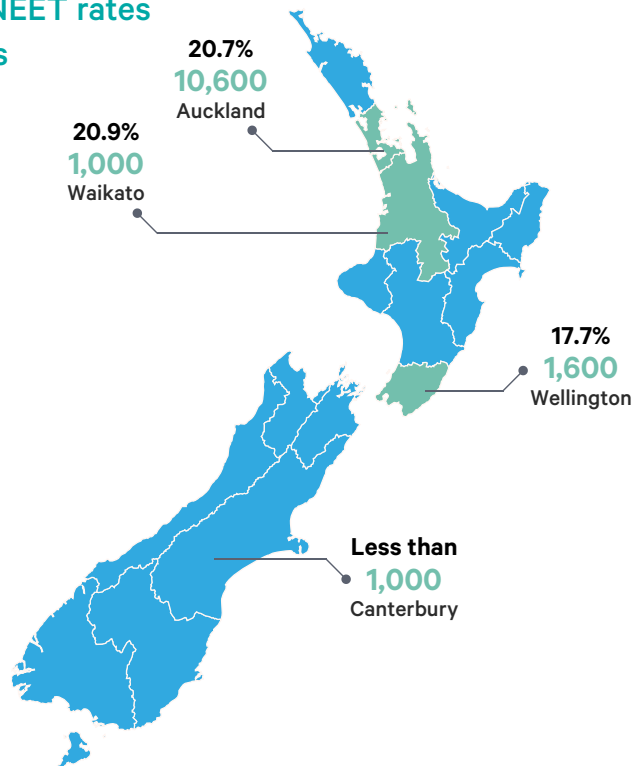 NEET rates
s
20.7%
10,600
Auckland
20.9%
1,000
Waikato
17.7%
1,600
Wellington
Less than
1,000
Canterbury